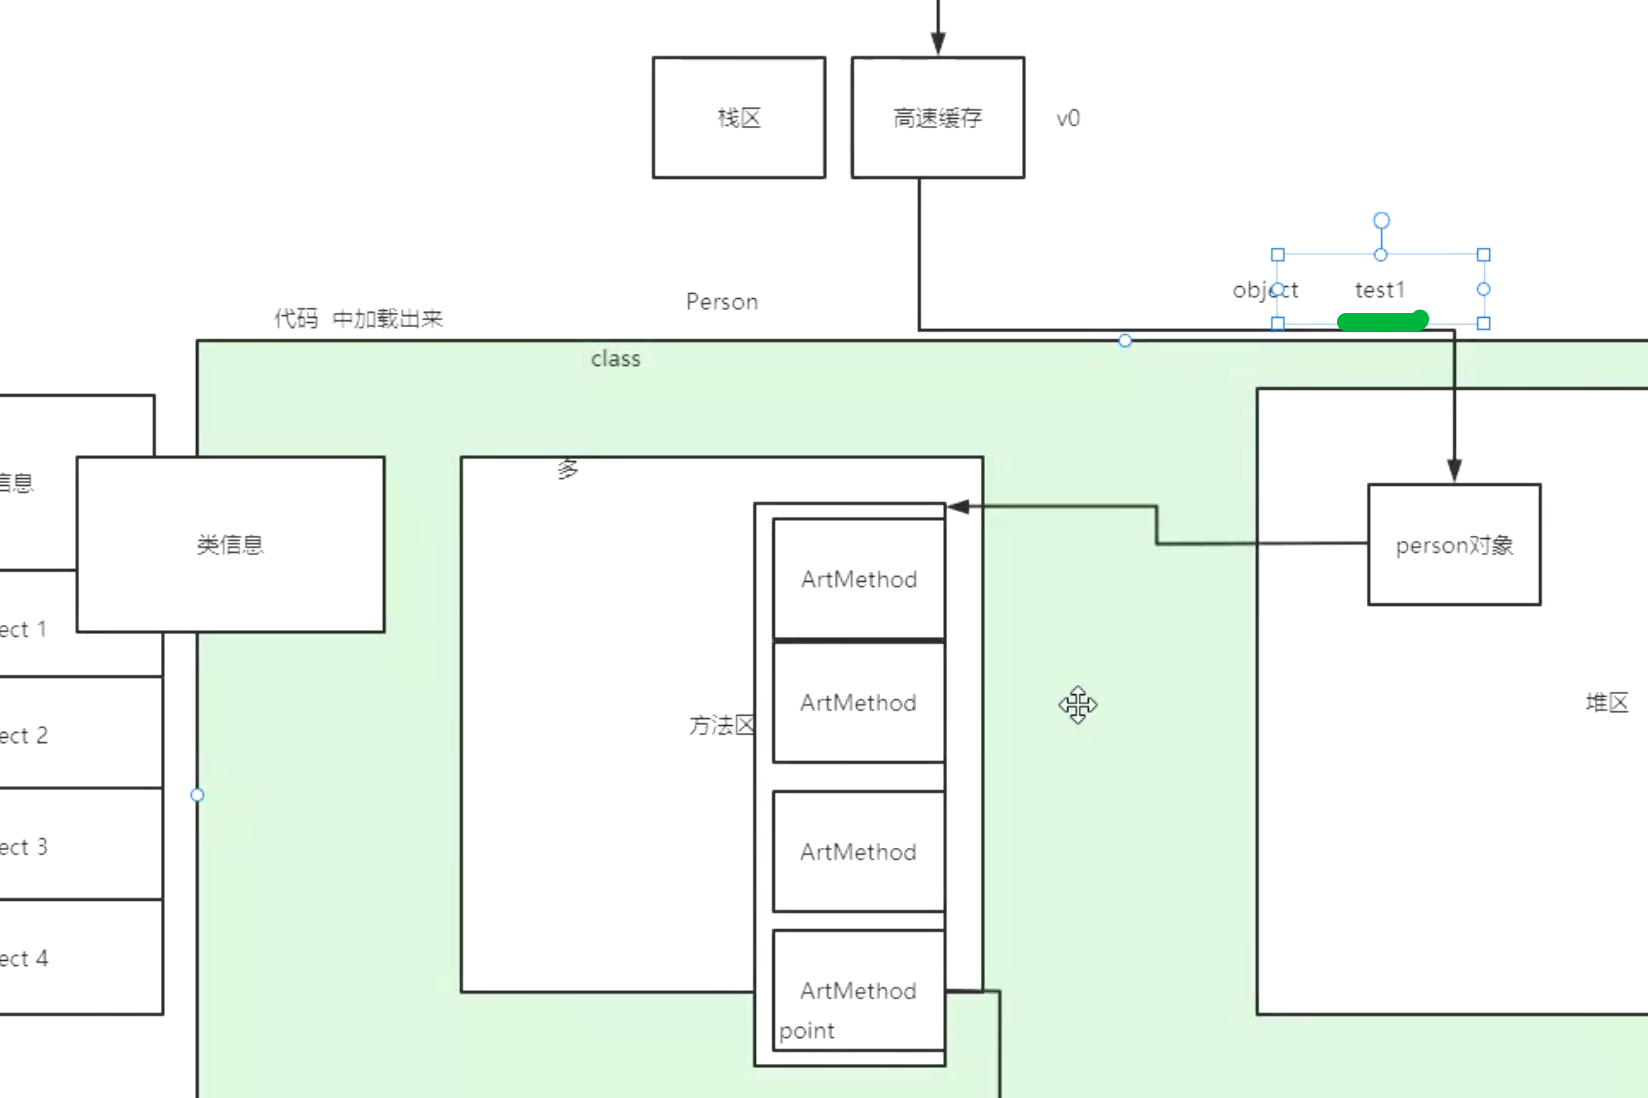 栈区
高速缓存
v0
object
test1
Person
代码 中加载出来
class
多
信息
类信息
ArtMethod
person对象
ect 1
ArtMethod
方法区
堆区
ect 2
ect 3
ArtMethod
ect 4
ArtMethod
point